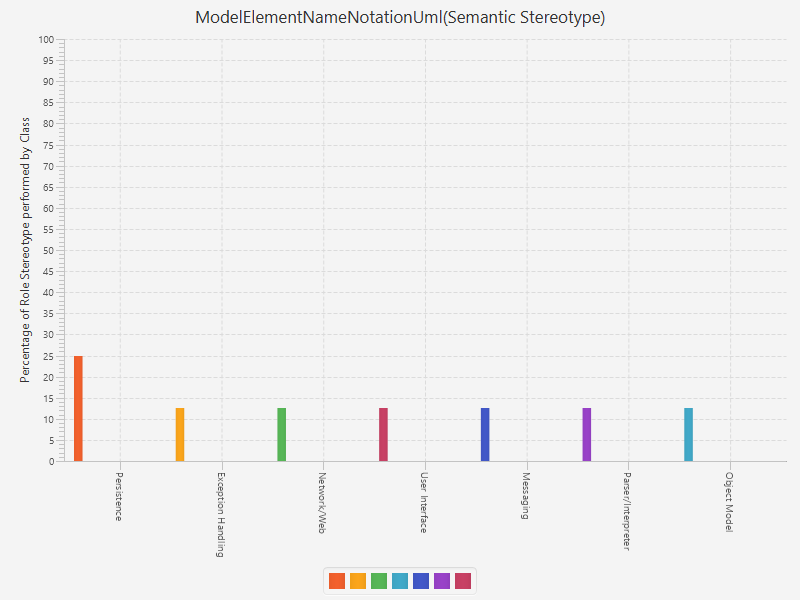 ModelElementNameNotationUml(Semantic Stereotype)
Percentage of Role Stereotype performed by Class
100
95
90
85
80
75
70
65
60
55
50
45
40
35
30
25
20
15
10
5
0
Persistence
Exception Handling
Network/Web
User Interface
Messaging
Parser/Interpreter
Object Model